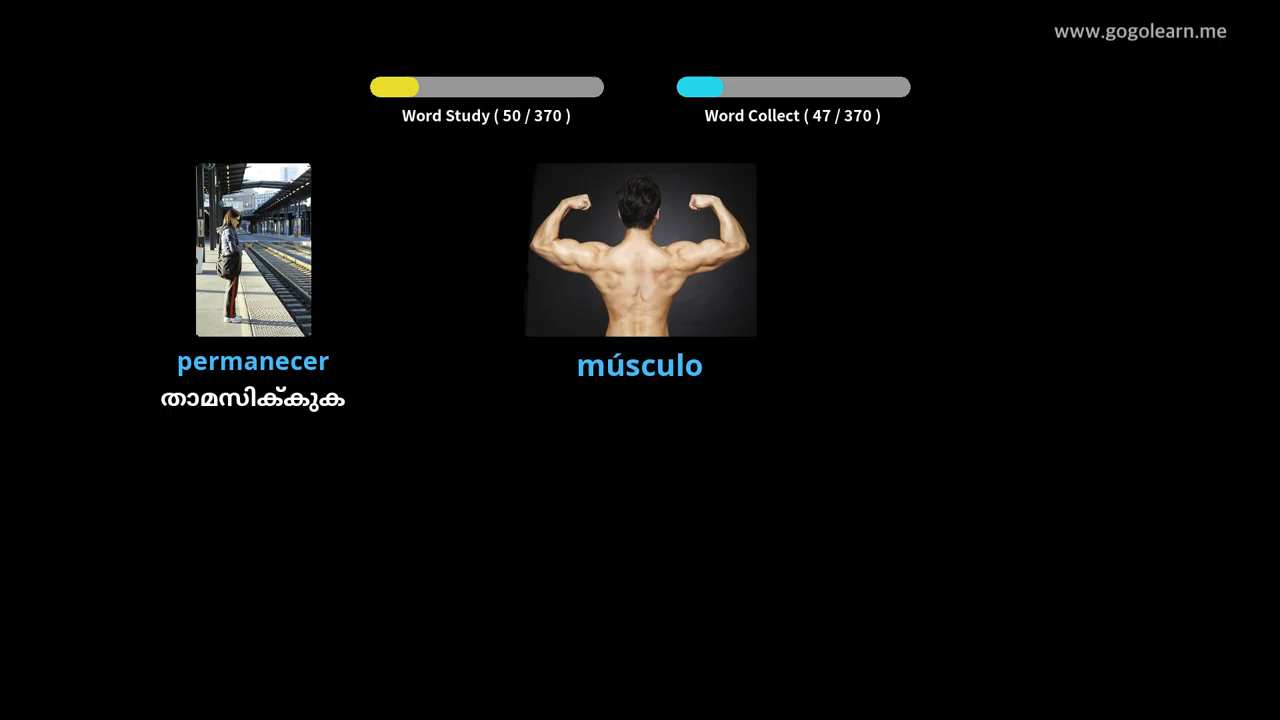 www.gogolearn.me
Word Study ( 50 / 370 )
Word Collect ( 47 / 370 )
permanecer
താമസിക്കുക
músculo